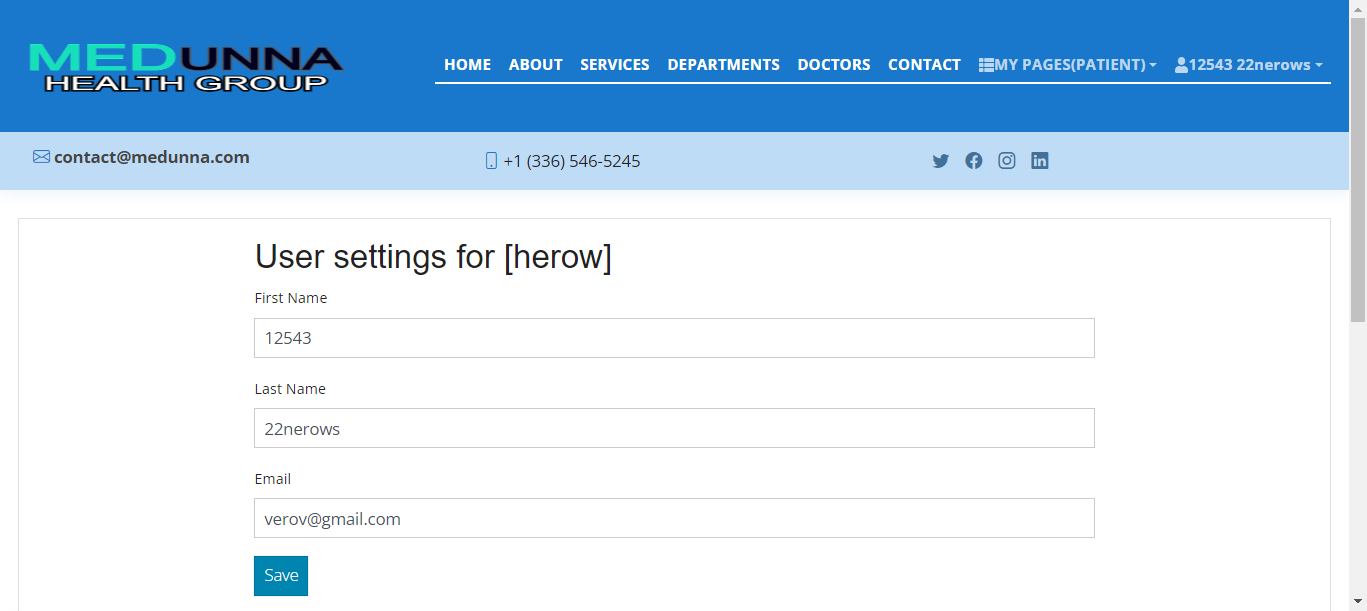 MEDUNNA
HEALTH GROUP
HOME ABOUT SERVICES DEPARTMENTS DOCTORS CONTACT MY PAGES(PATIENT) 12543 22nerows
contact@medunna.com +1 (336) 546-5245
User settings for [herow]
First Name
12543
Last Name
22nerows
Email
verov@gmail.com
Save